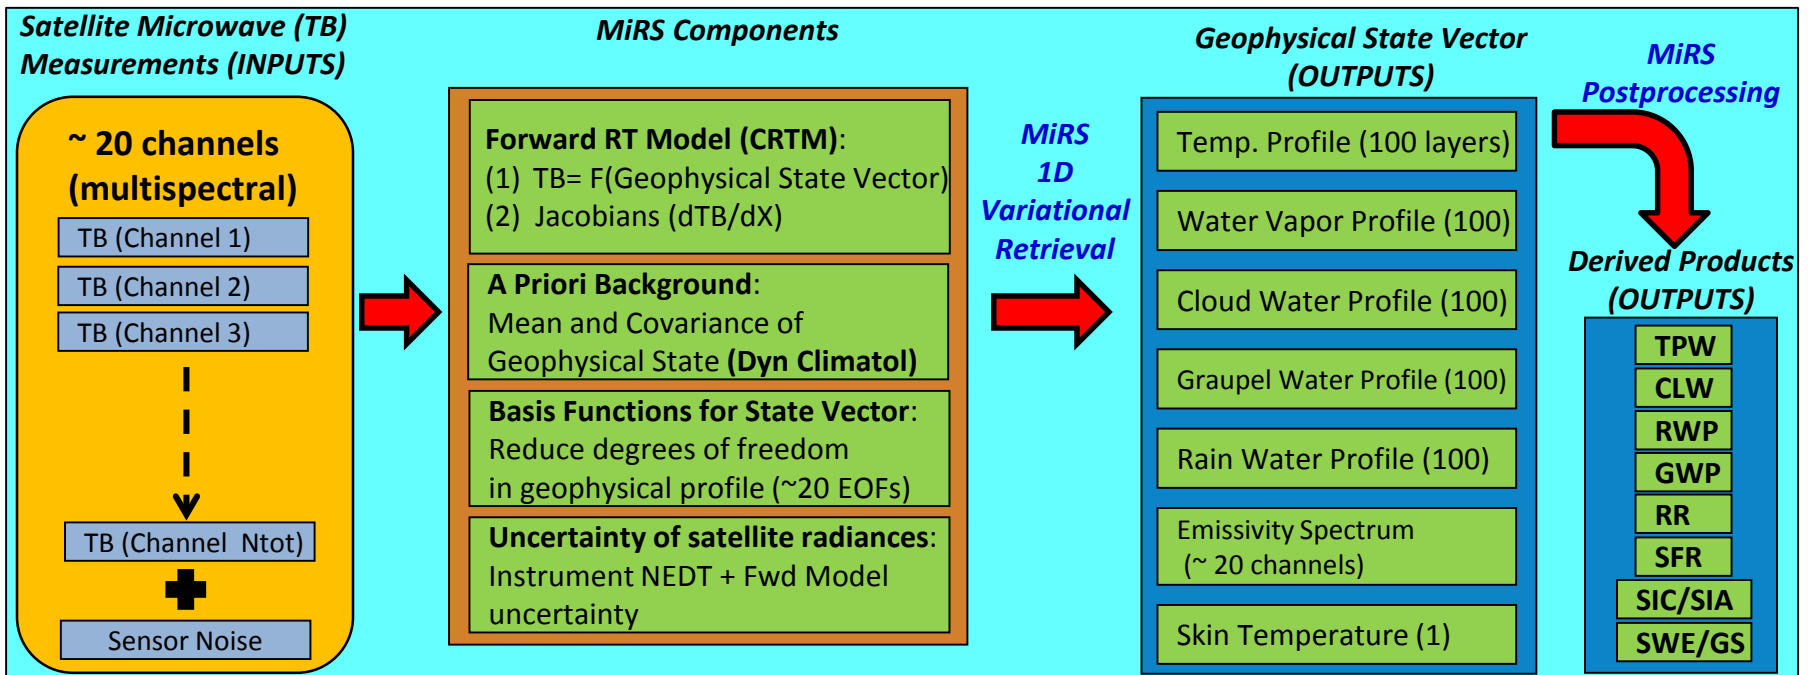 Satellite Microwave (TB)
Measurements (INPUTS)
~ 20 channels
(multispectral)
TB (Channel 1)
TB (Channel 2)
TB (Channel 3)
TB (Channel Ntot)
Sensor Noise
MiRS Components
Forward RT Model (CRTM):
(1) TB= F(Geophysical State Vector)
(2) Jacobians (dTB/dX)
A Priori Background:
Mean and Covariance of
Geophysical State (Dyn Climatol)
Basis Functions for State Vector:
Reduce degrees of freedom
in geophysical profile (~20 EOFs)
Uncertainty of satellite radiances:
Instrument NEDT + Fwd Model
uncertainty
MiRS
1D
Variational
Retrieval
Geophysical State Vector
(OUTPUTS)
Temp. Profile (100 layers)
Water Vapor Profile (100)
Cloud Water Profile (100)
Graupel Water Profile (100)
Rain Water Profile (100)
Emissivity Spectrum
(~ 20 channels)
Skin Temperature (1)
MiRS
Postprocessing
Derived Products
(OUTPUTS)
TPW
CLW
RWP
GWP
RR
SFR
SIC/SIA
SWE/GS